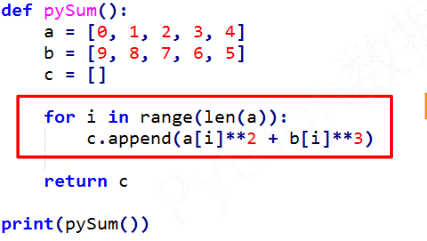 def pySum():
    a = [0, 1, 2, 3, 4]
    b = [9, 8, 7, 6, 5]
    c = []

    for i in range(len(a)):
        c.append(a[i]**2 + b[i]**3)

    return c

print(pySum())